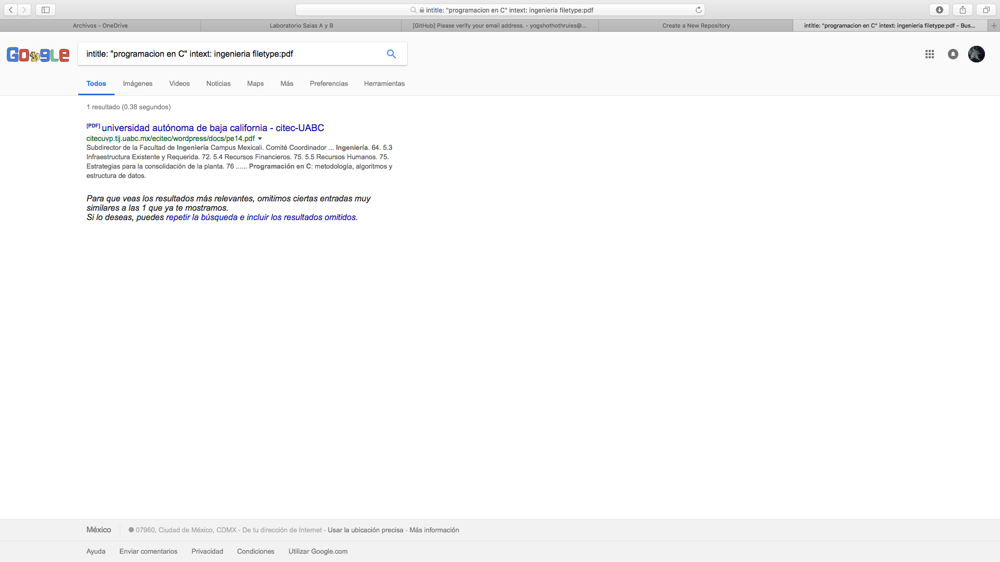 intitle: "programacion en C" intext: ingenieria filetype:pdf
Archivos - OneDrive
Laboratorio Salas A y B
[GitHub] Please verify your email address. - yogshothothrules@...
Create a New Repository
intitle: "programacion en C" intext: ingenieria filetype:pdf - Bus...
Google
intitle: "programacion en C" intext: ingenieria filetype:pdf
Todos
Imágenes
Videos
Noticias
Maps
Más
Preferencias
Herramientas
1 resultado (0.38 segundos)
[PDF] universidad autónoma de baja california - citec-UABC
citecuvp.tij.uabc.mx/ecitec/wordpress/docs/pe14.pdf
Subdirector de la Facultad de Ingeniería Campus Mexicali. Comité Coordinador ... Ingeniería. 64. 5.3
Infraestructura Existente y Requerida. 72. 5.4 Recursos Financieros. 75. 5.5 Recursos Humanos. 75.
Estrategias para la consolidación de la planta. 76 ...... Programación en C: metodología, algoritmos y
estructura de datos.
Para que veas los resultados más relevantes, omitimos ciertas entradas muy
similares a las 1 que ya te mostramos.
Si lo deseas, puedes repetir la búsqueda e incluir los resultados omitidos.
México
07960, Ciudad de México, CDMX - De tu dirección de Internet - Usar la ubicación precisa - Más información
Ayuda
Enviar comentarios
Privacidad
Condiciones
Utilizar Google.com